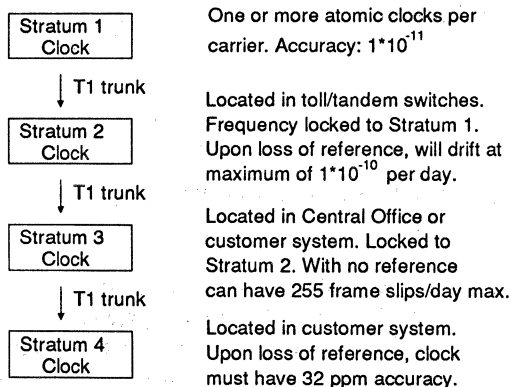 Stratum 1
Clock
One or more atomic clocks per
carrier. Accuracy: 1*10^-11
T1 trunk
Stratum 2
Clock
Located in toll/tandem switches.
Frequency locked to Stratum 1.
Upon loss of reference, will drift at
maximum of 1*10^-10 per day.
T1 trunk
Stratum 3
Clock
Located in Central Office or
customer system. Locked to
Stratum 2. With no reference
can have 255 frame slips/day max.
T1 trunk
Stratum 4
Clock
Located in customer system.
Upon loss of reference, clock
must have 32 ppm accuracy.